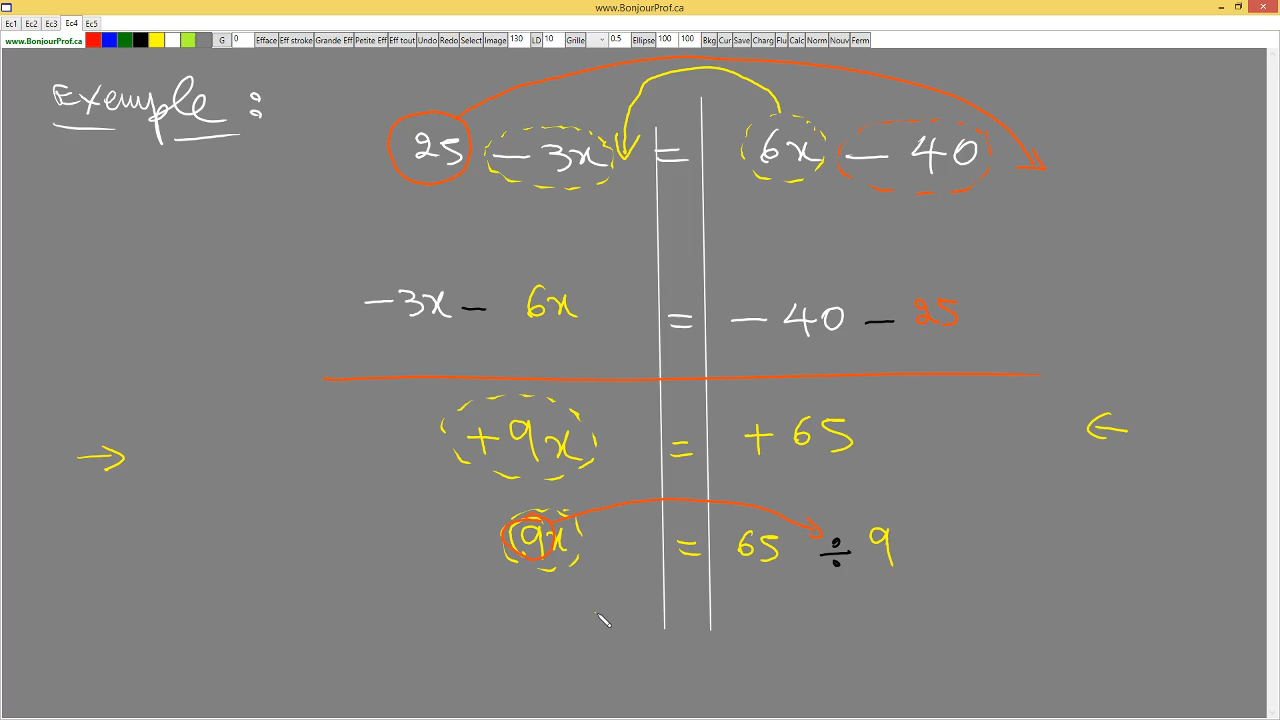 www.BonjourProf.ca
Ec1 Ec2 Ec3 Ec4 Ec5
www.BonjourProf.ca G 0 Efface Eff stroke Grande Eff Petite Eff Eff tout Undo Redo Select Image 130 LD 10 Grille 0.5 Ellipse 100 100 Bkg Cur Save Charg Flu Calc Norm Nouv Ferm
Exemple :
25 - 3x = 6x - 40
-3x - 6x = - 40 - 25
+9x = + 65
9x = 65 ÷ 9